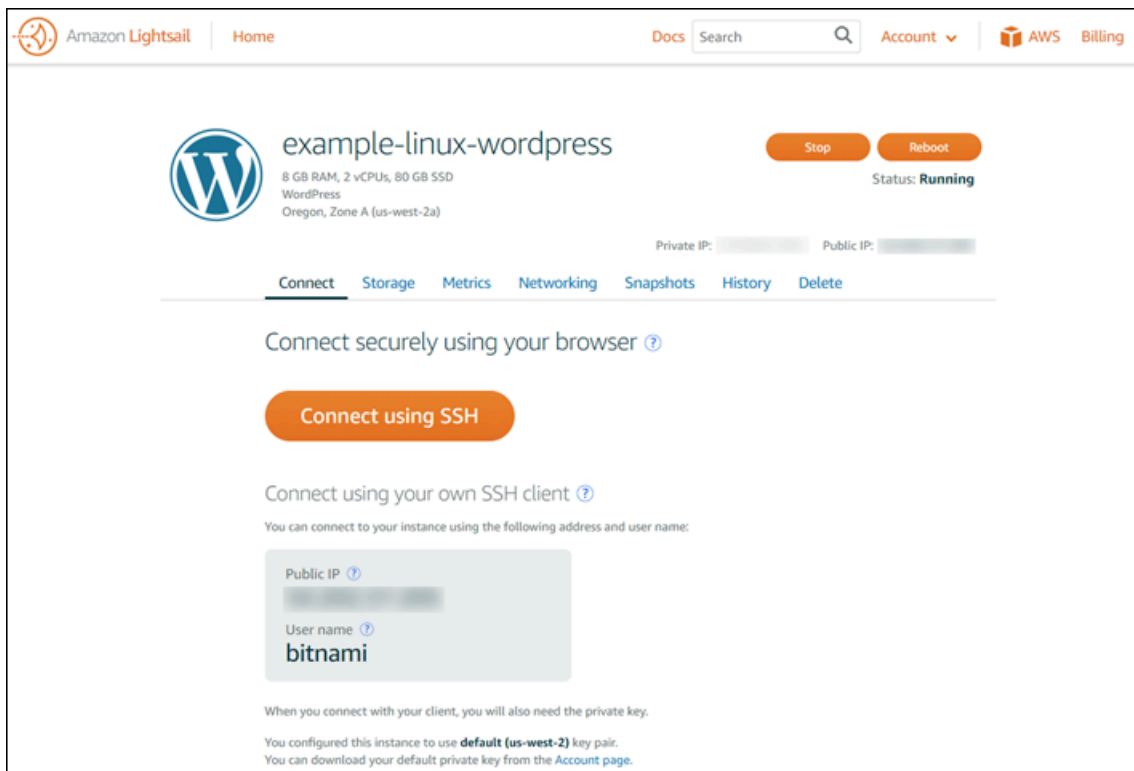 Amazon Lightsail Home Docs Search Account AWS Billing
example-linux-wordpress
Stop Reboot
8 GB RAM, 2 vCPUs, 80 GB SSD
Status: Running
WordPress
Oregon, Zone A (us-west-2a)
Private IP: Public IP:
Connect Storage Metrics Networking Snapshots History Delete
Connect securely using your browser ?
Connect using SSH
Connect using your own SSH client ?
You can connect to your instance using the following address and user name:
Public IP ?
User name ?
bitnami
When you connect with your client, you will also need the private key.
You configured this instance to use default (us-west-2) key pair.
You can download your default private key from the Account page.